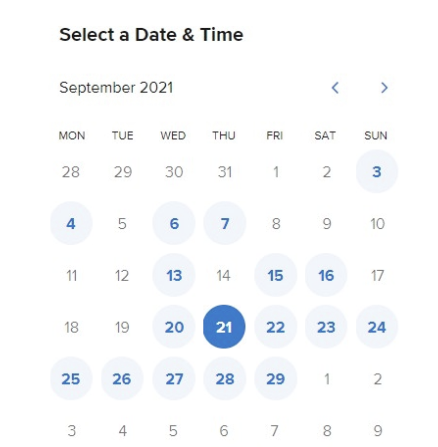 Select a Date & Time
September 2021
MON TUE WED THU FRI SAT SUN
28 29 30 31 1 2 3
4 5 6 7 8 9 10
11 12 13 14 15 16 17
18 19 20 21 22 23 24
25 26 27 28 29 1 2
3 4 5 6 7 8 9